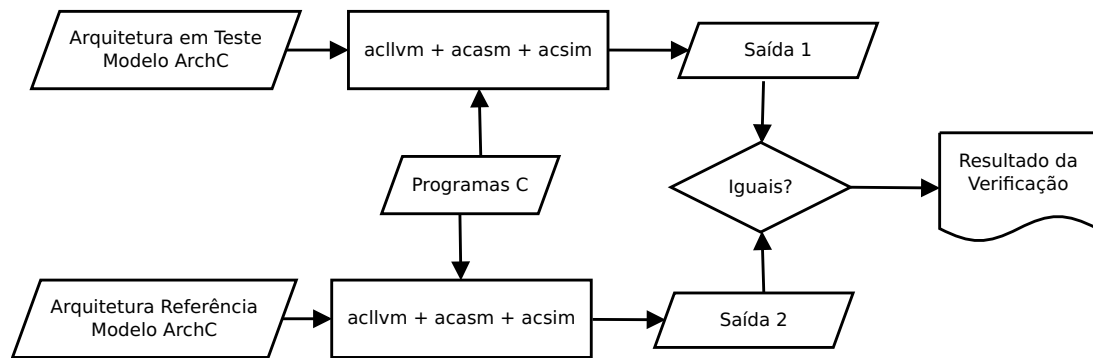 Arquitetura em Teste
Modelo ArchC
acllvm + acasm + acsim
Saída 1
Programas C
Iguais?
Resultado da
Verificação
Arquitetura Referência
Modelo ArchC
acllvm + acasm + acsim
Saída 2